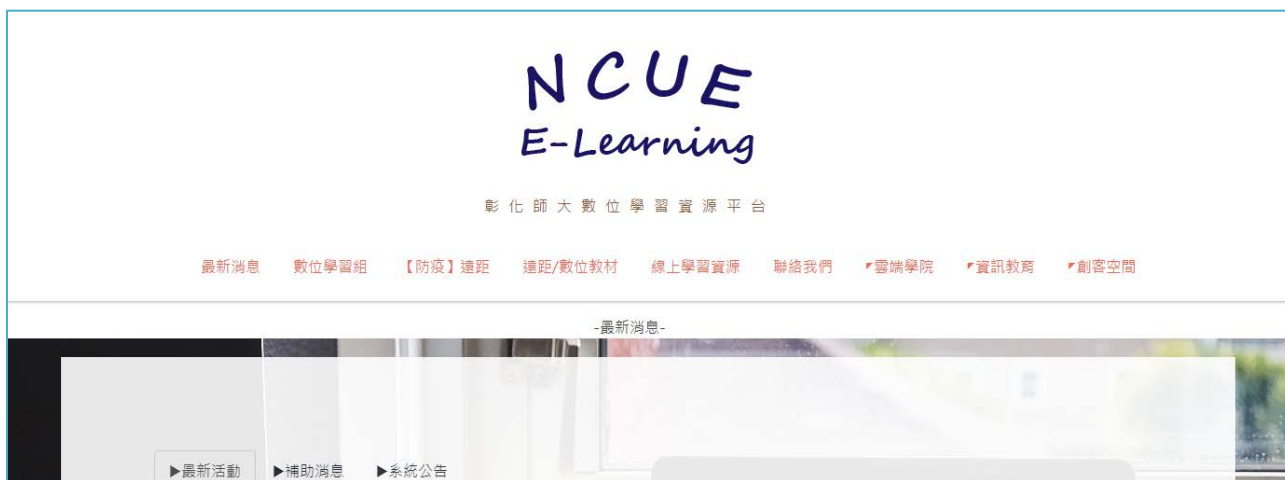 NCUE
E-Learning
彰化師大數位學習資源平台
最新消息 數位學習組 【防疫】遠距 遠距/數位教材 線上學習資源 聯絡我們 ◤雲端學院 ◤資訊教育 ◤創客空間
-最新消息-
▶最新活動 ▶補助消息 ▶系統公告